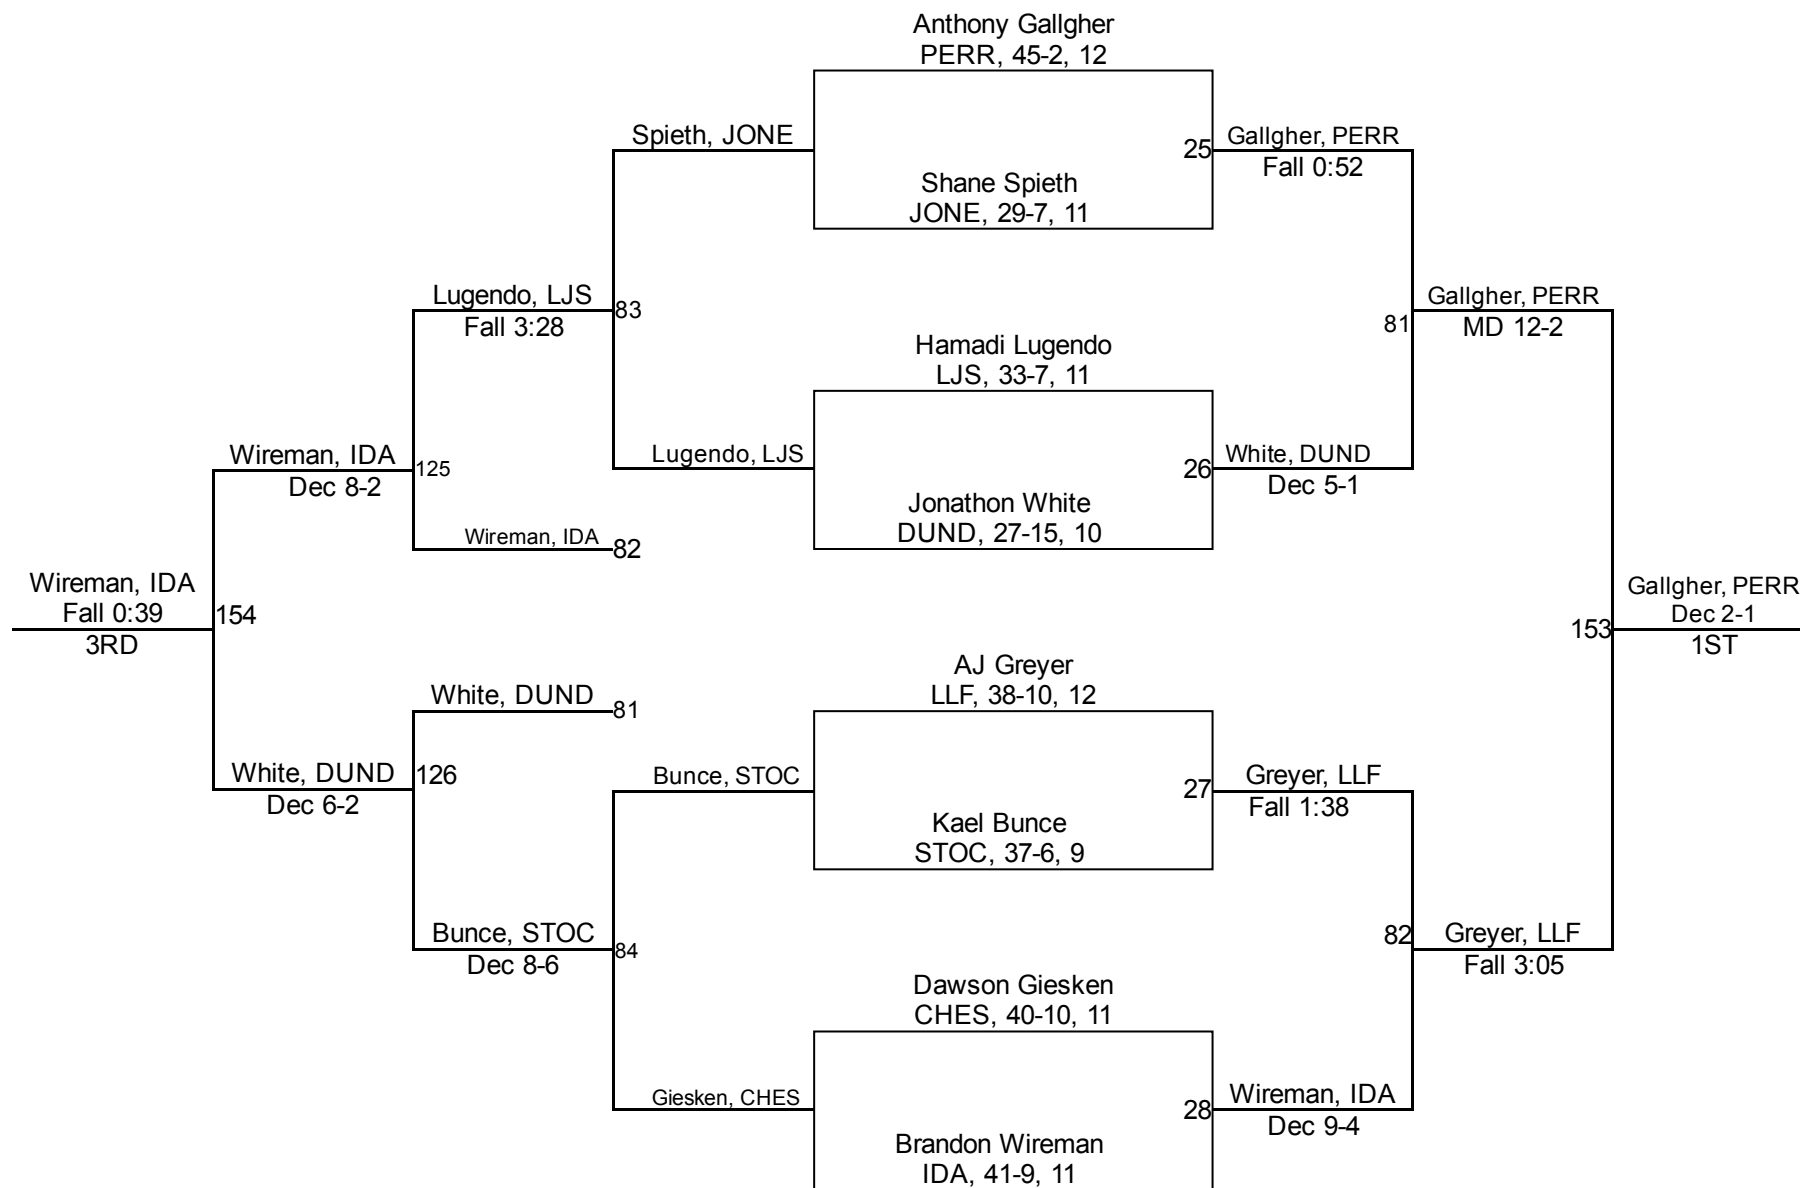 Anthony Gallgher
PERR, 45-2, 12
Spieth, JONE
25
Gallgher, PERR
Fall 0:52
Shane Spieth
JONE, 29-7, 11
Lugendo, LJS
83
Fall 3:28
Gallgher, PERR
81
MD 12-2
Hamadi Lugendo
LJS, 33-7, 11
Wireman, IDA
125
Dec 8-2
Lugendo, LJS
26
White, DUND
Dec 5-1
Jonathon White
DUND, 27-15, 10
Wireman, IDA
82
Wireman, IDA
Fall 0:39
154
3RD
Gallgher, PERR
Dec 2-1
153
1ST
AJ Greyer
LLF, 38-10, 12
White, DUND
81
White, DUND
126
Dec 6-2
Bunce, STOC
27
Greyer, LLF
Fall 1:38
Kael Bunce
STOC, 37-6, 9
Bunce, STOC
84
Dec 8-6
82
Greyer, LLF
Fall 3:05
Dawson Giesken
CHES, 40-10, 11
Giesken, CHES
28
Wireman, IDA
Dec 9-4
Brandon Wireman
IDA, 41-9, 11